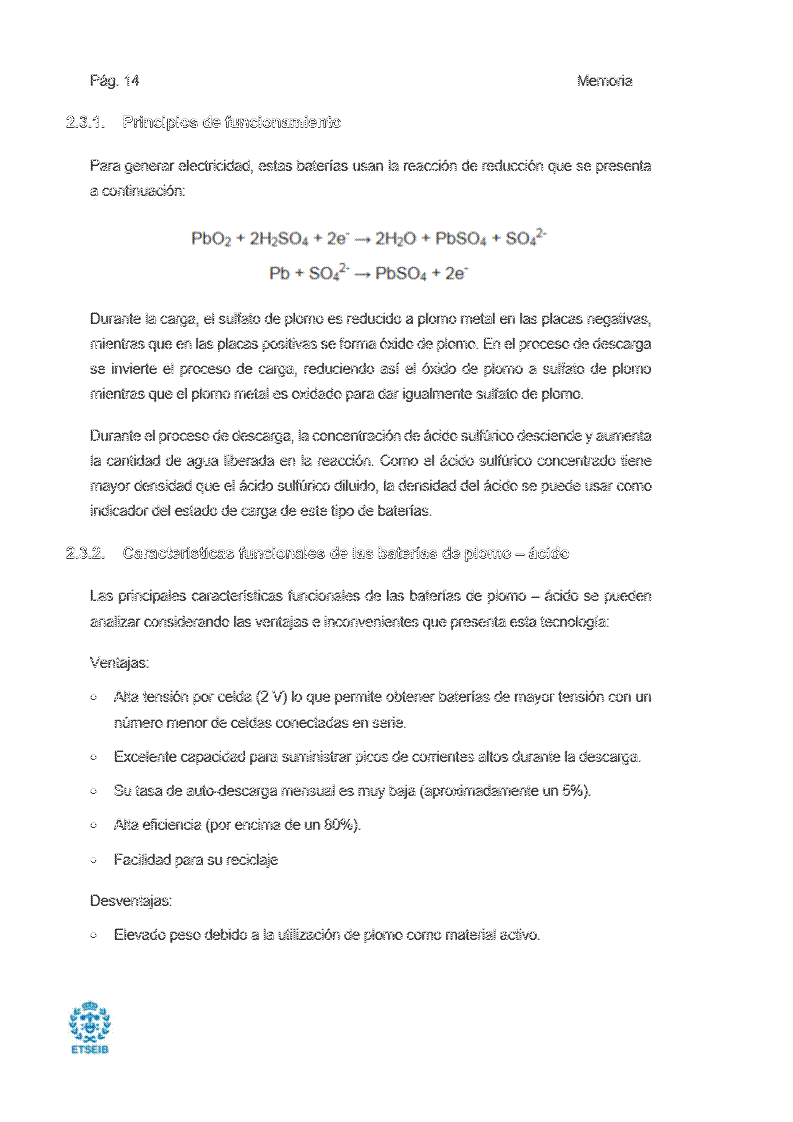 Pág. 14 Memoria
2.3.1. Principios de funcionamiento
Para generar electricidad, estas baterías usan la reacción de reducción que se presenta
a continuación:
PbO₂ + 2H₂SO₄ + 2e⁻ → 2H₂O + PbSO₄ + SO₄²⁻
Pb + SO₄²⁻ → PbSO₄ + 2e⁻
Durante la carga, el sulfato de plomo es reducido a plomo metal en las placas negativas,
mientras que en las placas positivas se forma óxido de plomo. En el proceso de descarga
se invierte el proceso de carga, reduciendo así el óxido de plomo a sulfato de plomo
mientras que el plomo metal es oxidado para dar igualmente sulfato de plomo.
Durante el proceso de descarga, la concentración de ácido sulfúrico desciende y aumenta
la cantidad de agua liberada en la reacción. Como el ácido sulfúrico concentrado tiene
mayor densidad que el ácido sulfúrico diluido, la densidad del ácido se puede usar como
indicador del estado de carga de este tipo de baterías.
2.3.2. Características funcionales de las baterías de plomo – ácido
Las principales características funcionales de las baterías de plomo – ácido se pueden
analizar considerando las ventajas e inconvenientes que presenta esta tecnología:
Ventajas:
○ Alta tensión por celda (2 V) lo que permite obtener baterías de mayor tensión con un
número menor de celdas conectadas en serie.
○ Excelente capacidad para suministrar picos de corrientes altos durante la descarga.
○ Su tasa de auto-descarga mensual es muy baja (aproximadamente un 5%).
○ Alta eficiencia (por encima de un 80%).
○ Facilidad para su reciclaje
Desventajas:
○ Elevado peso debido a la utilización de plomo como material activo.
ETSEIB